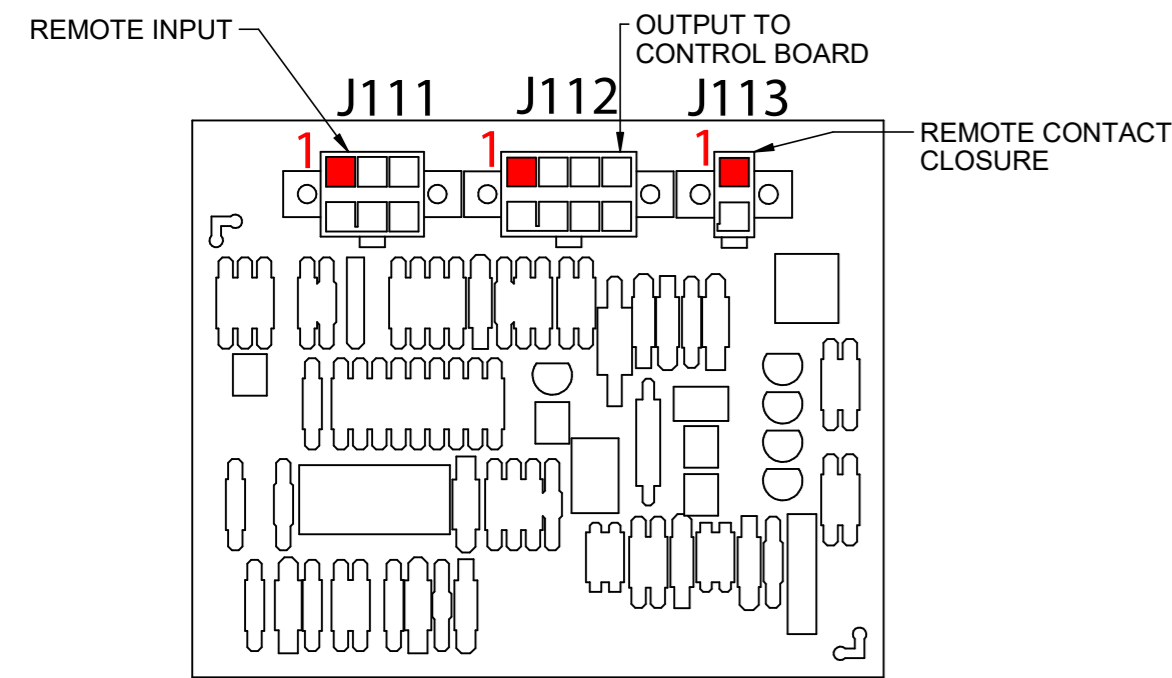 REMOTE INPUT
OUTPUT TO
CONTROL BOARD
J111
J112
J113
1
1
1
REMOTE CONTACT
CLOSURE